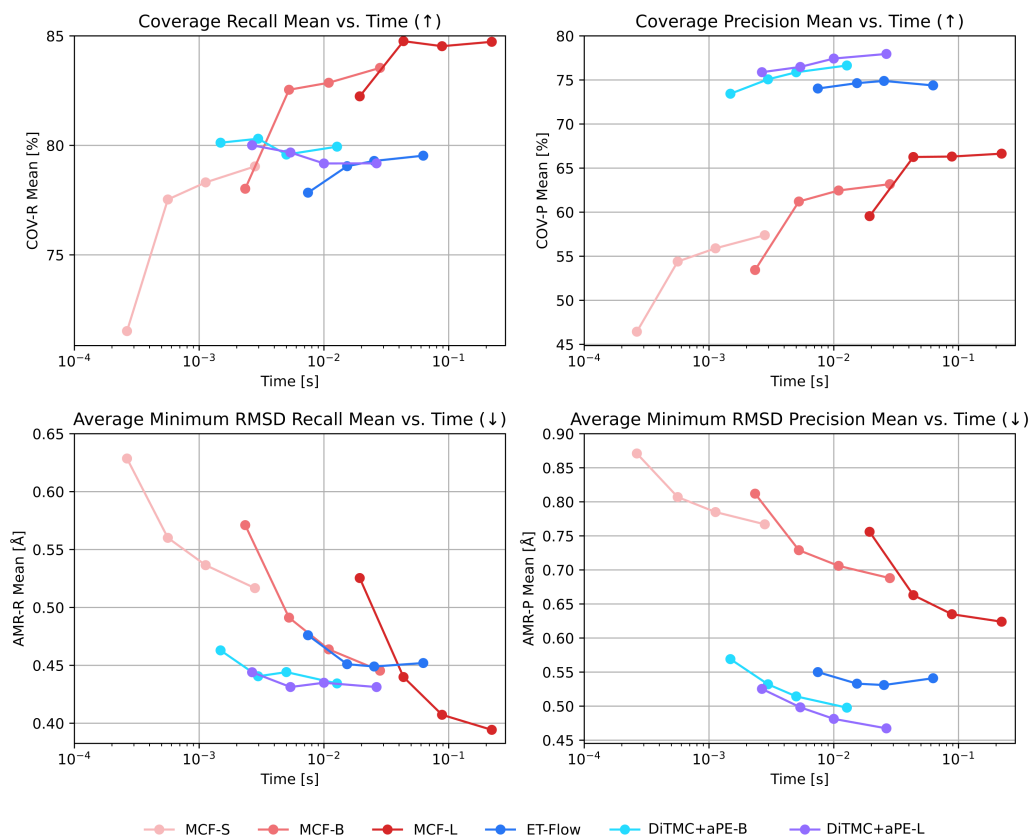 Coverage Recall Mean vs. Time (↑)
85
80
75
COV-R Mean [%]
10⁻⁴
10⁻³
10⁻²
10⁻¹
Time [s]
Coverage Precision Mean vs. Time (↑)
80
75
70
65
60
55
50
45
COV-P Mean [%]
10⁻⁴
10⁻³
10⁻²
10⁻¹
Time [s]
Average Minimum RMSD Recall Mean vs. Time (↓)
0.65
0.60
0.55
0.50
0.45
0.40
AMR-R Mean [Å]
10⁻⁴
10⁻³
10⁻²
10⁻¹
Time [s]
Average Minimum RMSD Precision Mean vs. Time (↓)
0.90
0.85
0.80
0.75
0.70
0.65
0.60
0.55
0.50
0.45
AMR-P Mean [Å]
10⁻⁴
10⁻³
10⁻²
10⁻¹
Time [s]
MCF-S
MCF-B
MCF-L
ET-Flow
DiTMC+aPE-B
DiTMC+aPE-L